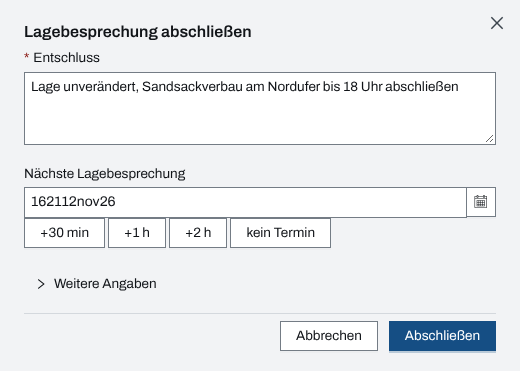 Lagebesprechung abschließen
* Entschluss
Lage unverändert, Sandsackverbau am Nordufer bis 18 Uhr abschließen
Nächste Lagebesprechung
162112nov26
+30 min
+1 h
+2 h
kein Termin
Weitere Angaben
Abbrechen
Abschließen